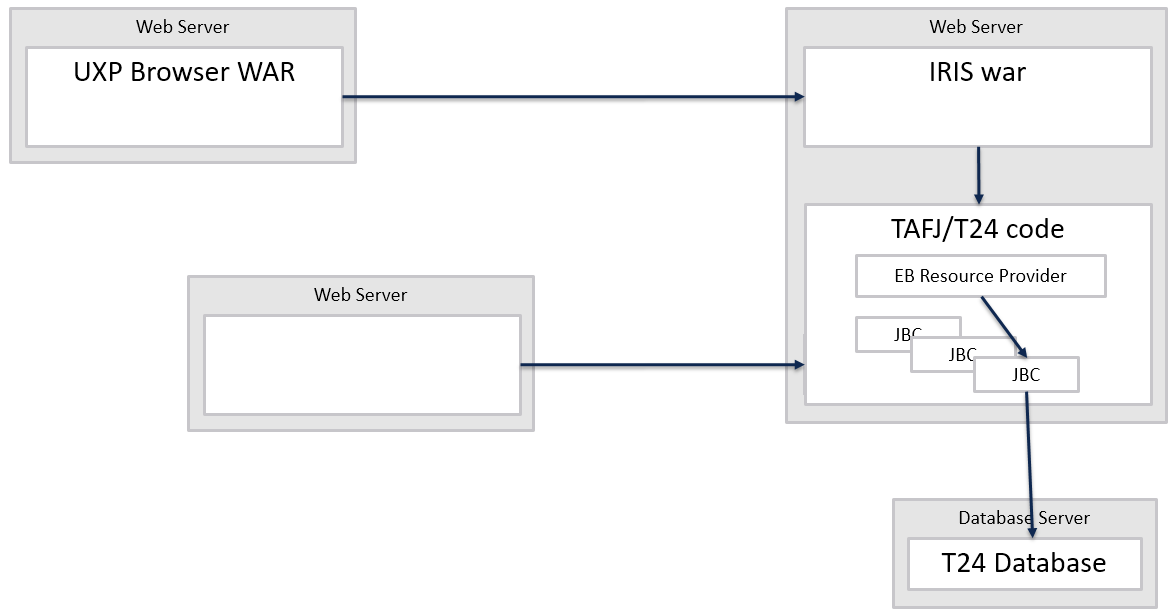 Web Server
UXP Browser WAR
Web Server
IRIS war
TAFJ/T24 code
EB Resource Provider
JBC
JBC
JBC
Web Server
Database Server
T24 Database